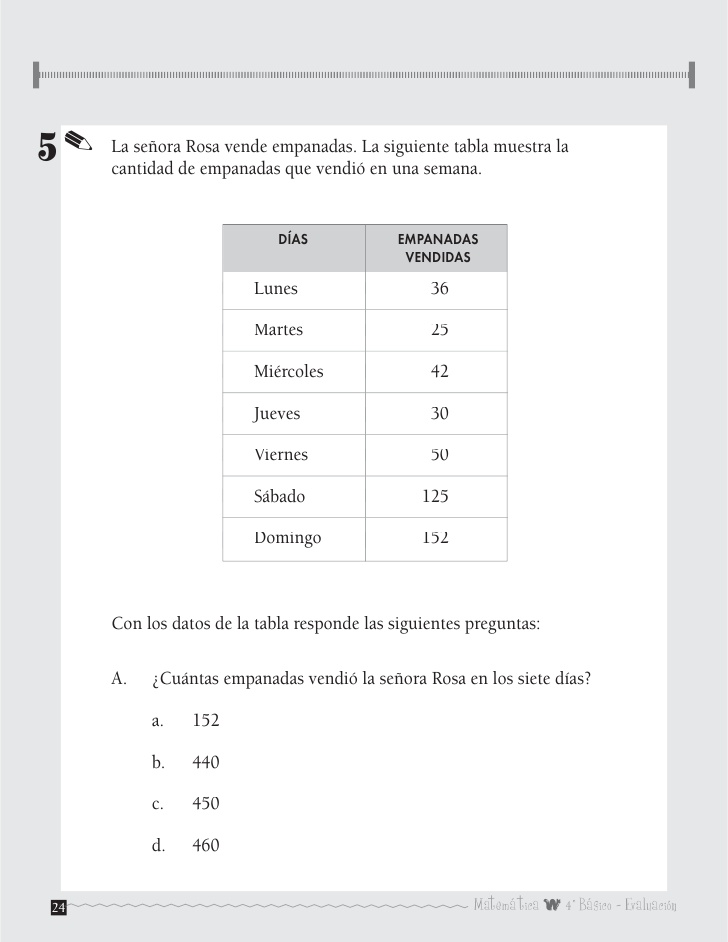 5
La señora Rosa vende empanadas. La siguiente tabla muestra la
cantidad de empanadas que vendió en una semana.
DÍAS EMPANADAS
VENDIDAS
Lunes 36
Martes 25
Miércoles 42
Jueves 30
Viernes 50
Sábado 125
Domingo 152
Con los datos de la tabla responde las siguientes preguntas:
A. ¿Cuántas empanadas vendió la señora Rosa en los siete días?
a. 152
b. 440
c. 450
d. 460
24 Matemática 4° Básico - Evaluación